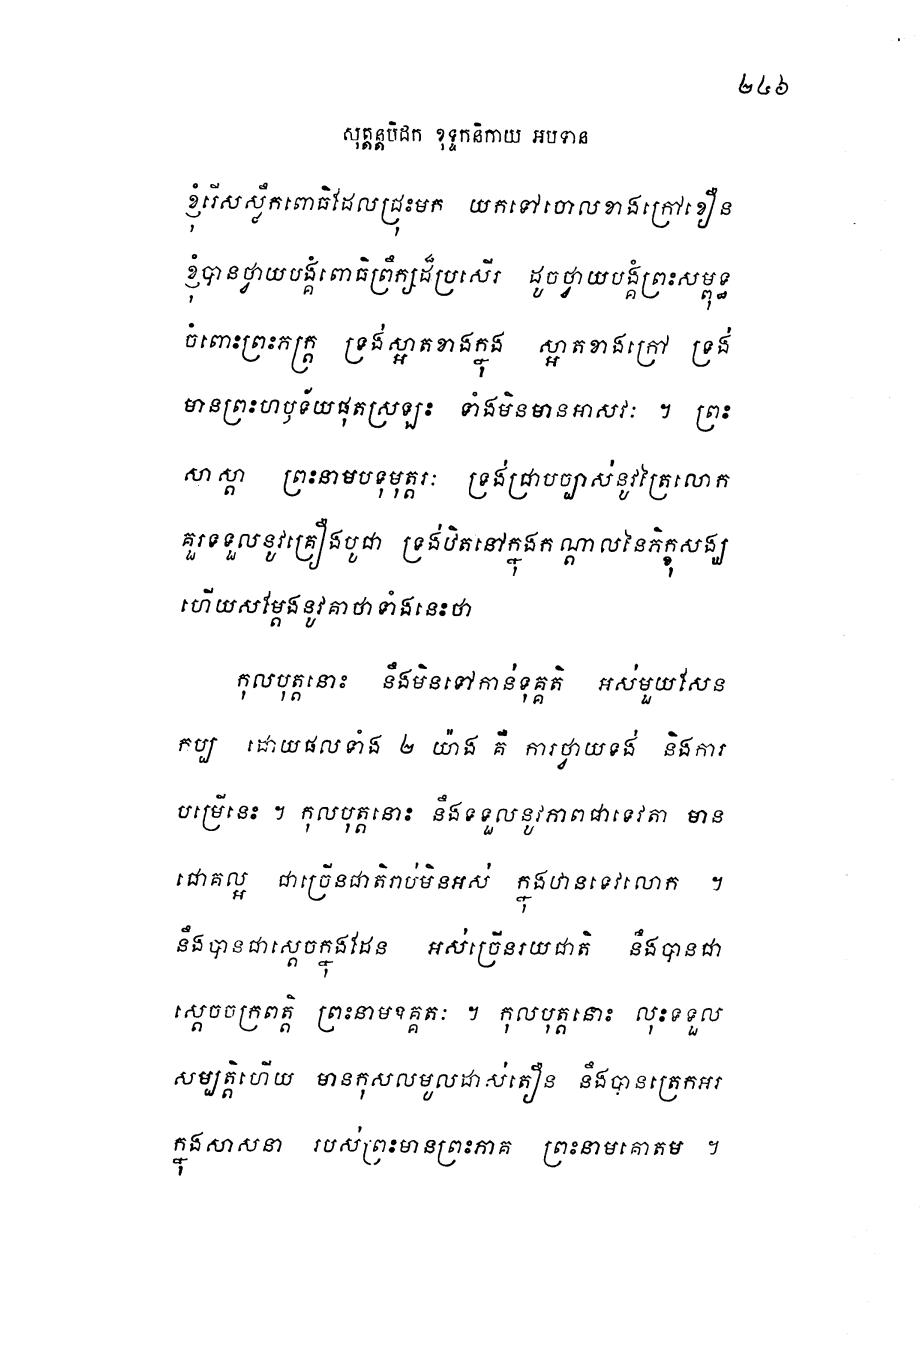 ២៤៦
សុត្តន្តបិដក ខុទ្ទកនិកាយ អបទាន
ខ្ញុំរើសស្លឹកពោធិដែលជ្រុះមក យកទៅចោលខាងក្រៅខឿន
ខ្ញុំបានថ្វាយបង្គំពោធិព្រឹក្សដ៏ប្រសើរ ដូចថ្វាយបង្គំព្រះសម្ពុទ្ធ
ចំពោះព្រះភក្ត្រ ទ្រង់ស្អាតខាងក្នុង ស្អាតខាងក្រៅ ទ្រង់
មានព្រះហឫទ័យផុតស្រឡះ ទាំងមិនមានអាសវៈ ។ ព្រះ
សាស្តា ព្រះនាមបទុមុត្តរៈ ទ្រង់ជ្រាបច្បាស់នូវត្រៃលោក
គួរទទួលនូវគ្រឿងបូជា ទ្រង់ឋិតនៅក្នុងកណ្តាលនៃភិក្ខុសង្ឃ
ហើយសម្តែងនូវគាថាទាំងនេះថា
កុលបុត្តនោះ នឹងមិនទៅកាន់ទុគ្គតិ អស់មួយសែន
កប្ប ដោយផលទាំង ២ យ៉ាង គឺ ការថ្វាយទង់ និងការ
បម្រើនេះ ។ កុលបុត្តនោះ នឹងទទួលនូវភាពជាទេវតា មាន
ជោគល្អ ជាច្រើនជាតិរាប់មិនអស់ ក្នុងឋានទេវលោក ។
នឹងបានជាស្តេចក្នុងដែន អស់ច្រើនរយជាតិ នឹងបានជា
ស្តេចចក្រពត្តិ ព្រះនាមឧគ្គតៈ ។ កុលបុត្តនោះ លុះទទួល
សម្បត្តិហើយ មានកុសលមូលដាស់តឿន នឹងបានត្រេកអរ
ក្នុងសាសនា របស់ព្រះមានព្រះភាគ ព្រះនាមគោតម ។